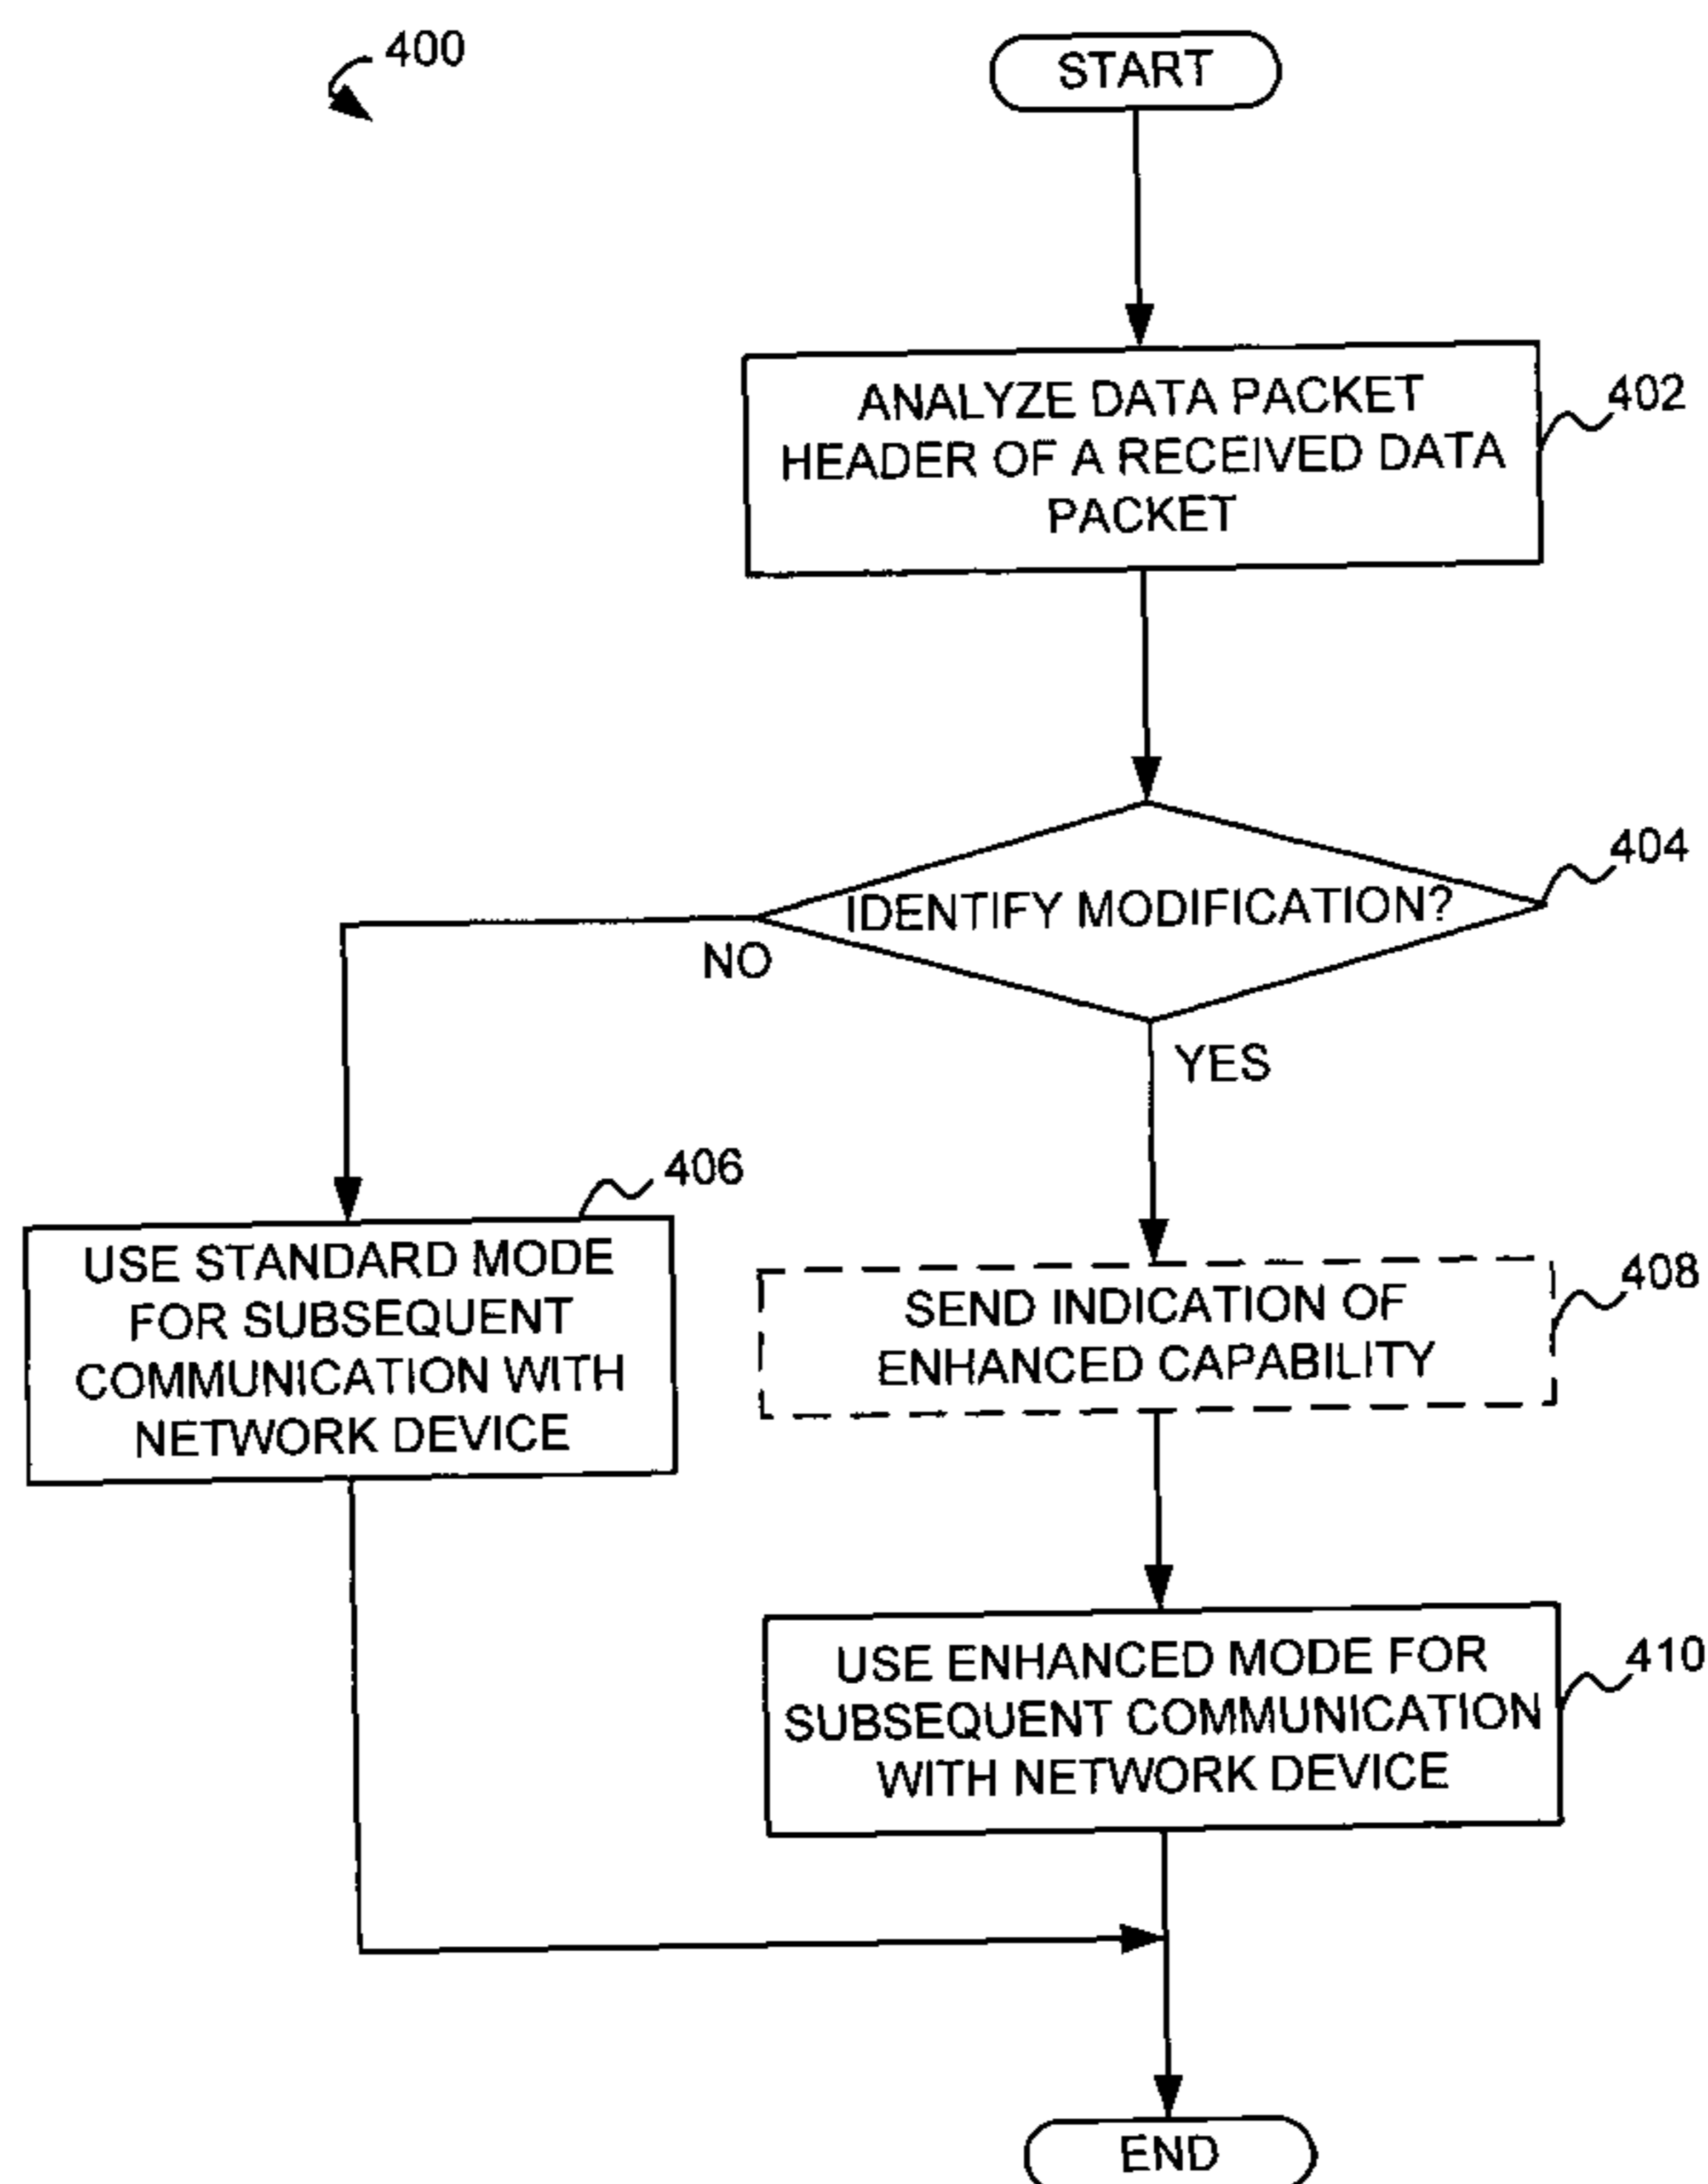 400
START
ANALYZE DATA PACKET
HEADER OF A RECEIVED DATA
PACKET
402
IDENTIFY MODIFICATION?
404
NO
YES
406
USE STANDARD MODE
FOR SUBSEQUENT
COMMUNICATION WITH
NETWORK DEVICE
SEND INDICATION OF
ENHANCED CAPABILITY
408
USE ENHANCED MODE FOR
SUBSEQUENT COMMUNICATION
WITH NETWORK DEVICE
410
END